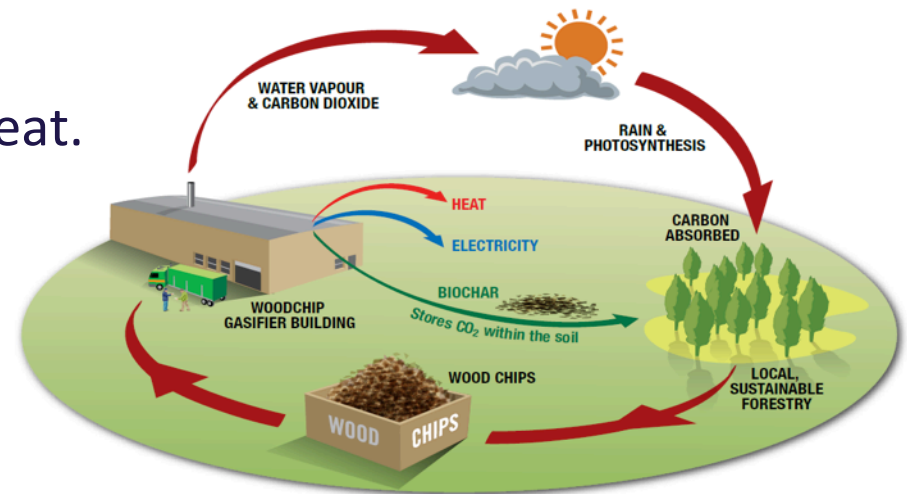 WATER VAPOUR
& CARBON DIOXIDE
eat.
RAIN &
PHOTOSYNTHESIS
HEAT
CARBON
ABSORBED
ELECTRICITY
BIOCHAR
WOODCHIP
GASIFIER BUILDING
Stores CO₂ within the soil
WOOD CHIPS
LOCAL,
SUSTAINABLE
FORESTRY
WOOD CHIPS